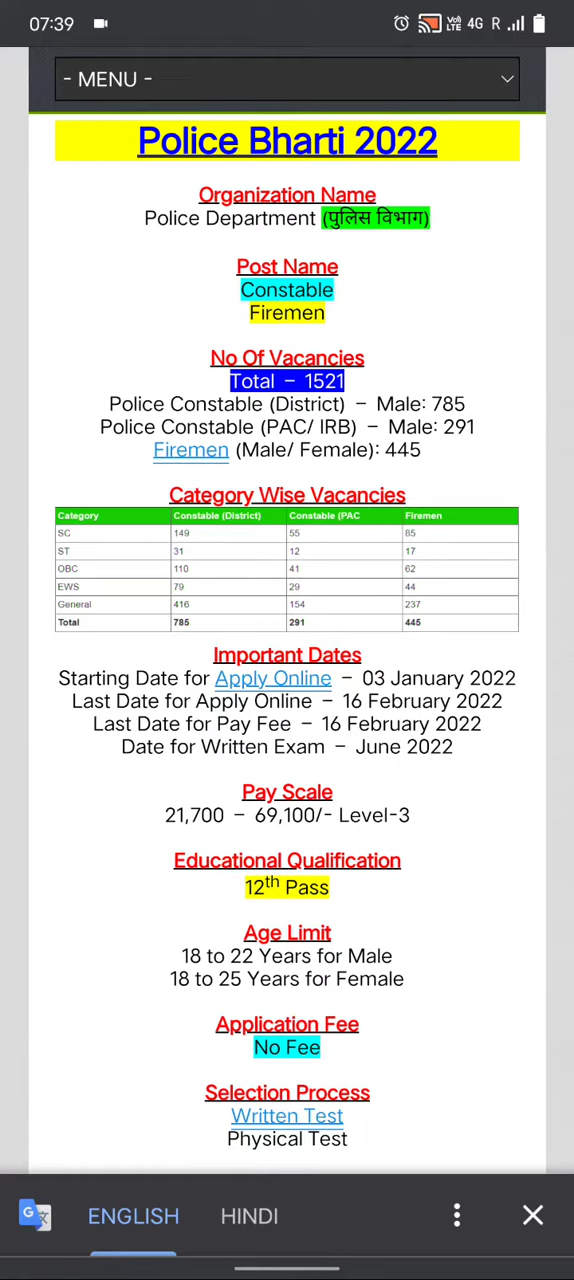 07:39 Vo) LTE 4G R
- MENU -
Police Bharti 2022
Organization Name
Police Department (पुलिस विभाग)
Post Name
Constable
Firemen
No Of Vacancies
Total – 1521
Police Constable (District) – Male: 785
Police Constable (PAC/ IRB) – Male: 291
Firemen (Male/ Female): 445
Category Wise Vacancies
Category Constable (District) Constable (PAC Firemen
SC 149 55 85
ST 31 12 17
OBC 110 41 62
EWS 79 29 44
General 416 154 237
Total 785 291 445
Important Dates
Starting Date for Apply Online – 03 January 2022
Last Date for Apply Online – 16 February 2022
Last Date for Pay Fee – 16 February 2022
Date for Written Exam – June 2022
Pay Scale
21,700 – 69,100/- Level-3
Educational Qualification
12th Pass
Age Limit
18 to 22 Years for Male
18 to 25 Years for Female
Application Fee
No Fee
Selection Process
Written Test
Physical Test
G 文 ENGLISH HINDI